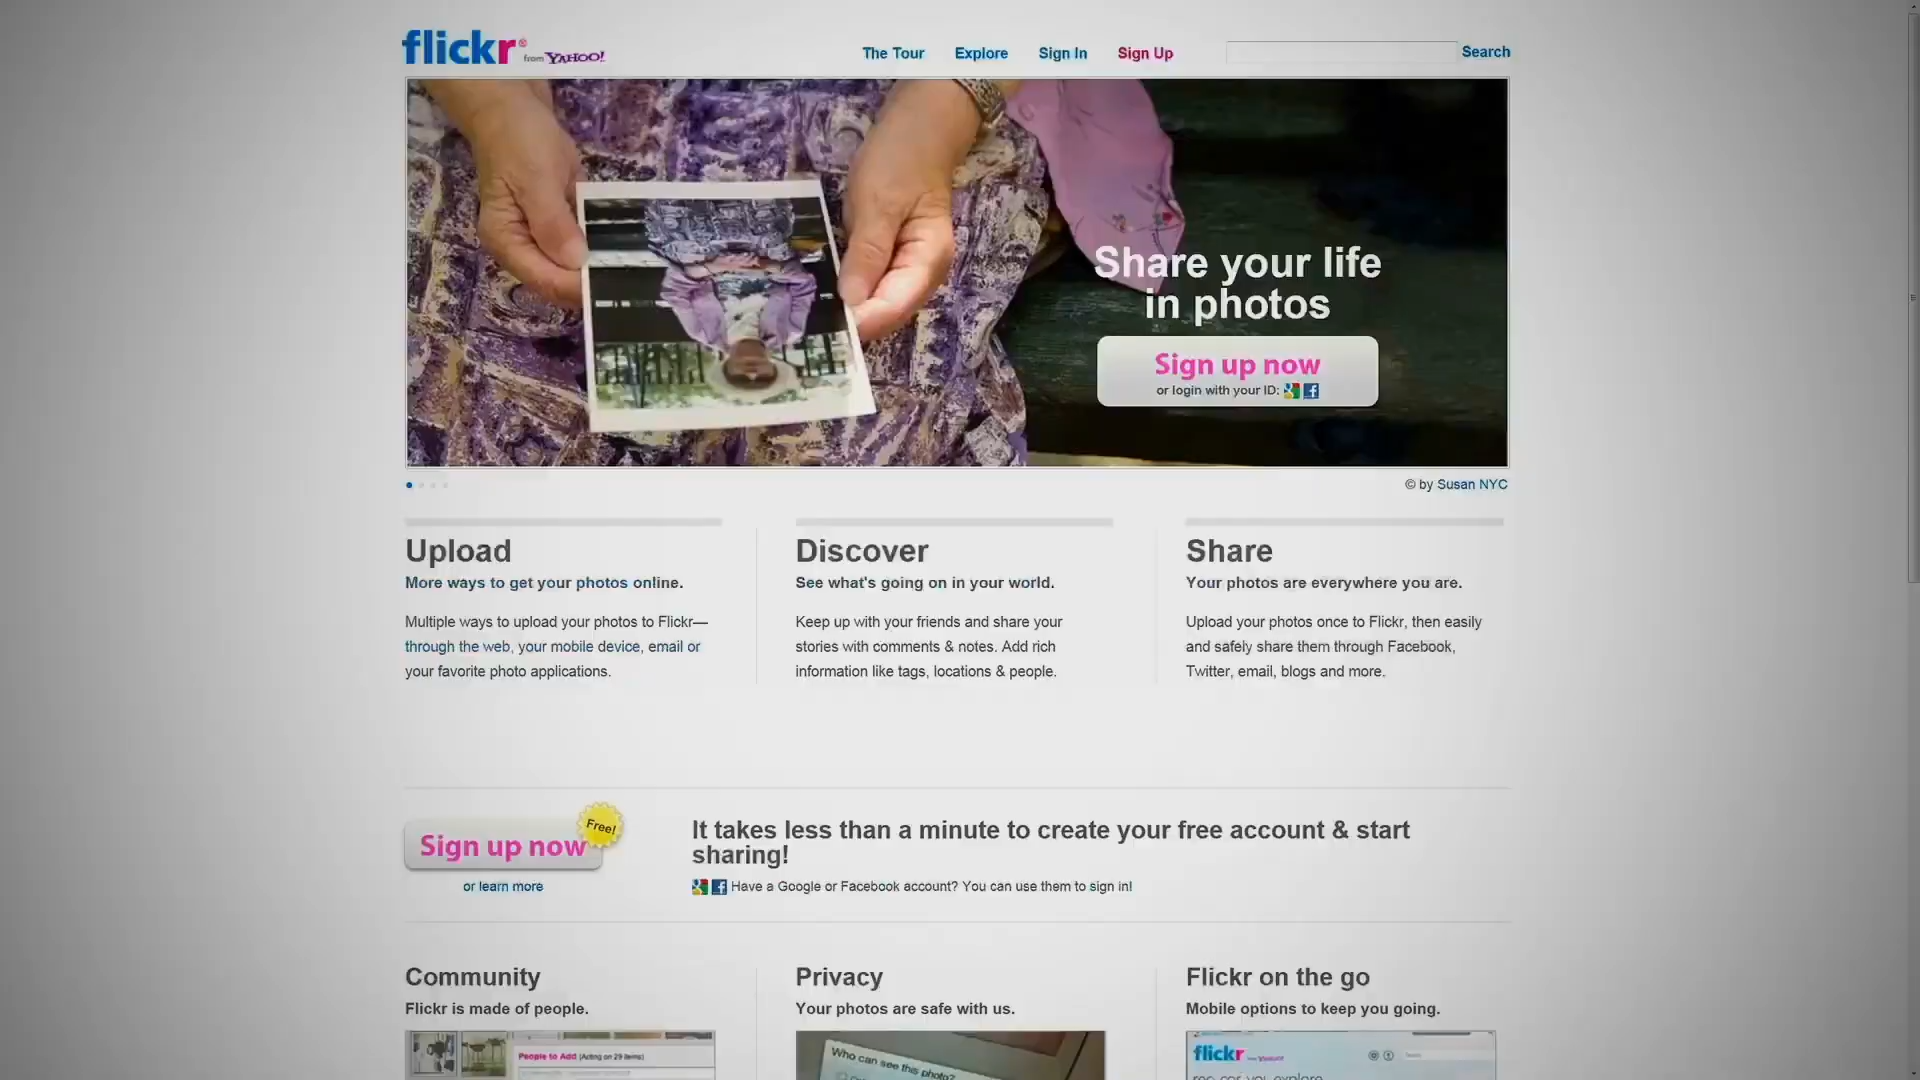 flickr® from YAHOO!
The Tour Explore Sign In Sign Up Search
Share your life
in photos
Sign up now
or login with your ID:
© by Susan NYC
Upload
More ways to get your photos online.
Multiple ways to upload your photos to Flickr—
through the web, your mobile device, email or
your favorite photo applications.
Discover
See what's going on in your world.
Keep up with your friends and share your
stories with comments & notes. Add rich
information like tags, locations & people.
Share
Your photos are everywhere you are.
Upload your photos once to Flickr, then easily
and safely share them through Facebook,
Twitter, email, blogs and more.
Sign up now
Free!
or learn more
It takes less than a minute to create your free account & start
sharing!
Have a Google or Facebook account? You can use them to sign in!
Community
Flickr is made of people.
People to Add (Acting on 29 items)
Privacy
Your photos are safe with us.
Who can see this photo?
Flickr on the go
Mobile options to keep you going.
flickr from YAHOO!